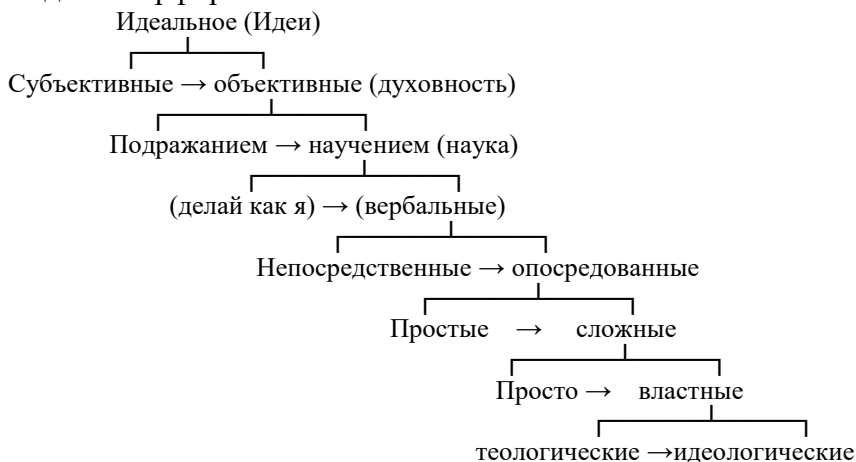 Идеальное (Идеи)
Субъективные → объективные (духовность)
Подражанием → научением (наука)
(делай как я) → (вербальные)
Непосредственные → опосредованные
Простые → сложные
Просто → властные
теологические →идеологические